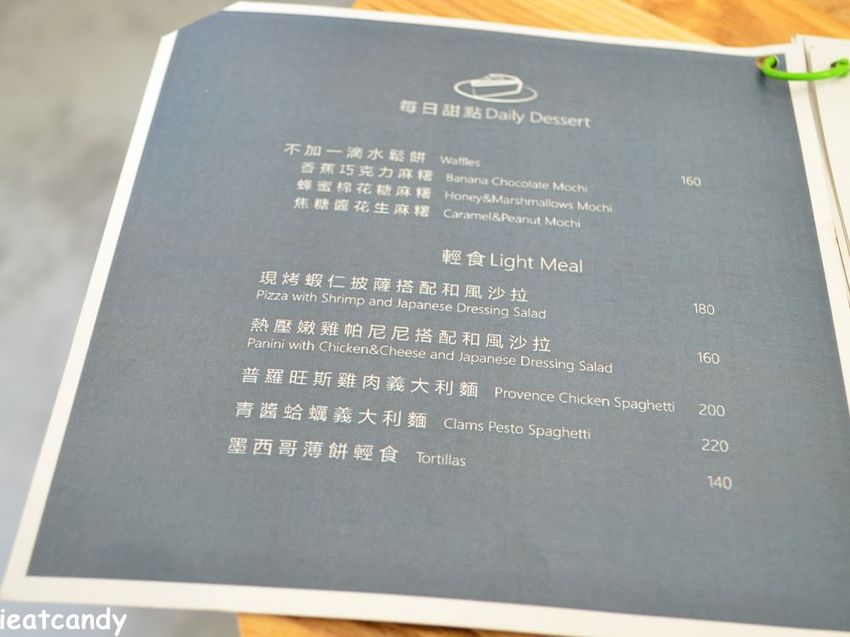 每日甜點 Daily Dessert
不加一滴水鬆餅 Waffles
香蕉巧克力麻糬 Banana Chocolate Mochi 160
蜂蜜棉花糖麻糬 Honey&Marshmallows Mochi
焦糖醬花生麻糬 Caramel&Peanut Mochi
輕食 Light Meal
現烤蝦仁披薩搭配和風沙拉
Pizza with Shrimp and Japanese Dressing Salad 180
熱壓嫩雞帕尼尼搭配和風沙拉
Panini with Chicken&Cheese and Japanese Dressing Salad 160
普羅旺斯雞肉義大利麵 Provence Chicken Spaghetti 200
青醬蛤蠣義大利麵 Clams Pesto Spaghetti 220
墨西哥薄餅輕食 Tortillas 140
ieatcandy